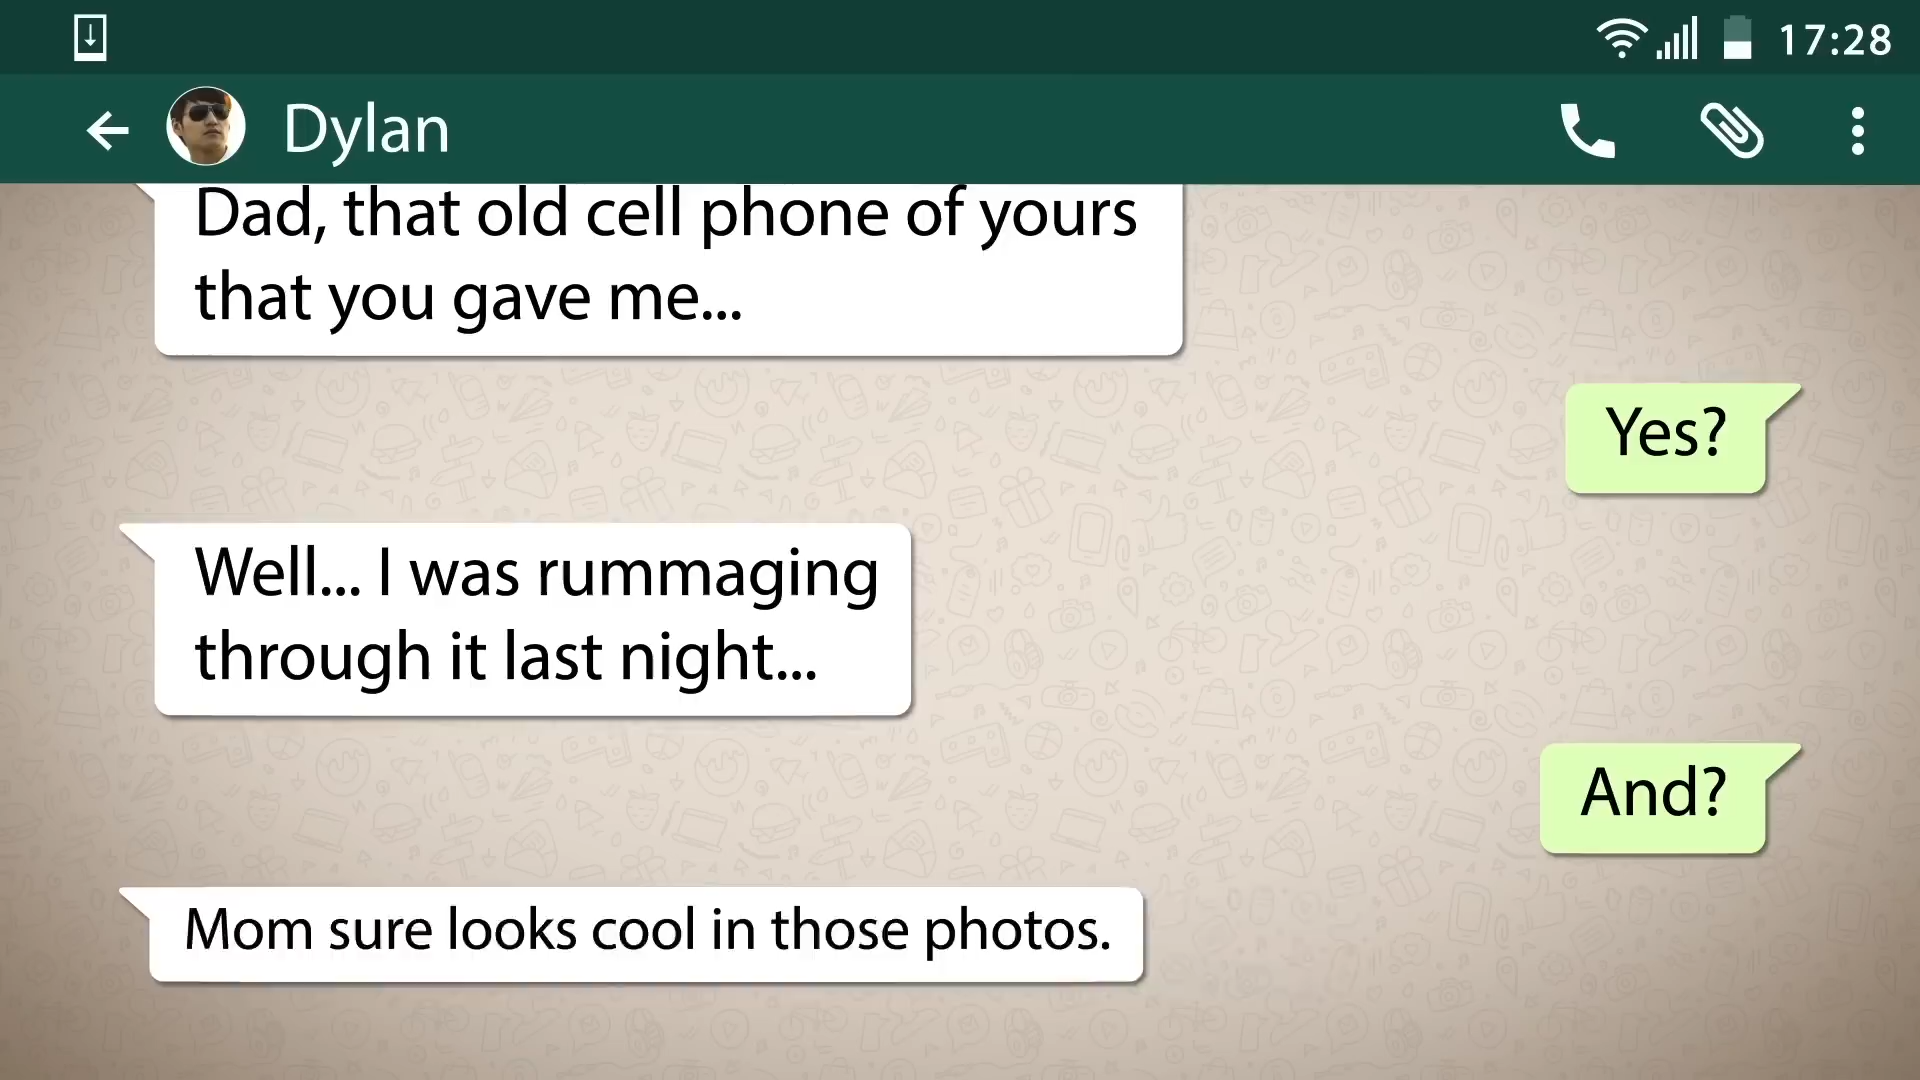 17:28
Dylan
Dad, that old cell phone of yours
that you gave me...
Yes?
Well... I was rummaging
through it last night...
And?
Mom sure looks cool in those photos.